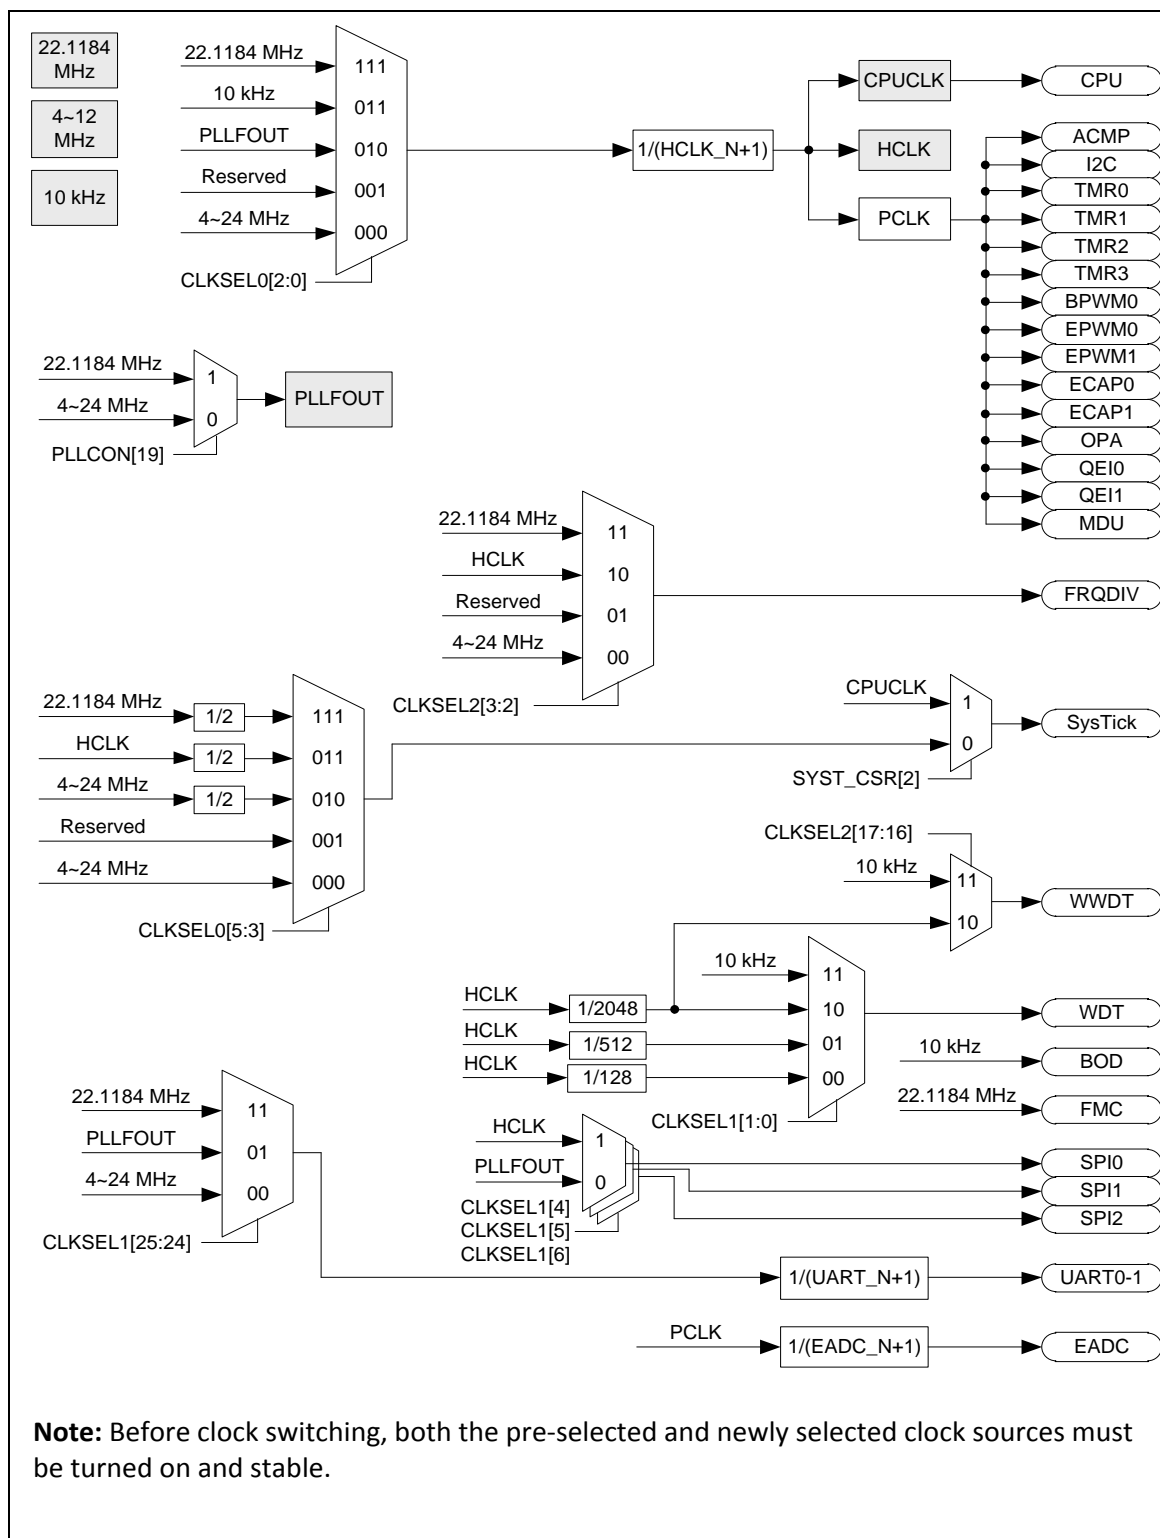 22.1184
MHz
4~12
MHz
10 kHz
22.1184 MHz
10 kHz
PLLFOUT
Reserved
4~24 MHz
111
011
010
001
000
CLKSEL0[2:0]
1/(HCLK_N+1)
CPUCLK
HCLK
PCLK
CPU
ACMP
I2C
TMR0
TMR1
TMR2
TMR3
BPWM0
EPWM0
EPWM1
ECAP0
ECAP1
OPA
QEI0
QEI1
MDU
22.1184 MHz
4~24 MHz
1
0
PLLCON[19]
PLLFOUT
22.1184 MHz
HCLK
Reserved
4~24 MHz
11
10
01
00
CLKSEL2[3:2]
FRQDIV
22.1184 MHz
HCLK
4~24 MHz
Reserved
4~24 MHz
1/2
1/2
1/2
111
011
010
001
000
CLKSEL0[5:3]
CPUCLK
1
0
SYST_CSR[2]
SysTick
CLKSEL2[17:16]
10 kHz
11
10
WWDT
10 kHz
HCLK
HCLK
HCLK
1/2048
1/512
1/128
11
10
01
00
CLKSEL1[1:0]
WDT
10 kHz
BOD
22.1184 MHz
FMC
HCLK
PLLFOUT
1
0
CLKSEL1[4]
CLKSEL1[5]
CLKSEL1[6]
SPI0
SPI1
SPI2
22.1184 MHz
PLLFOUT
4~24 MHz
11
01
00
CLKSEL1[25:24]
1/(UART_N+1)
UART0-1
PCLK
1/(EADC_N+1)
EADC
Note: Before clock switching, both the pre-selected and newly selected clock sources must
be turned on and stable.